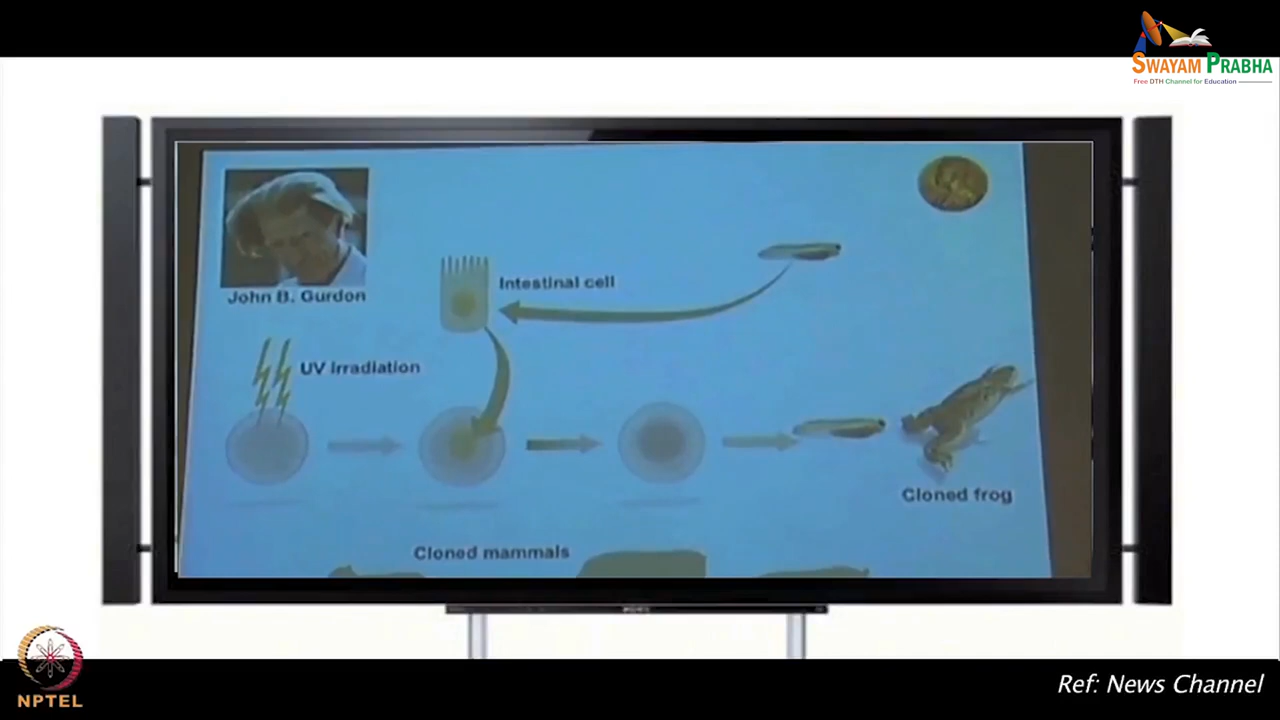 SWAYAM PRABHA
Free DTH Channel for Education
John B. Gurdon
Intestinal cell
UV irradiation
Cloned frog
Cloned mammals
SONY
NPTEL
Ref: News Channel